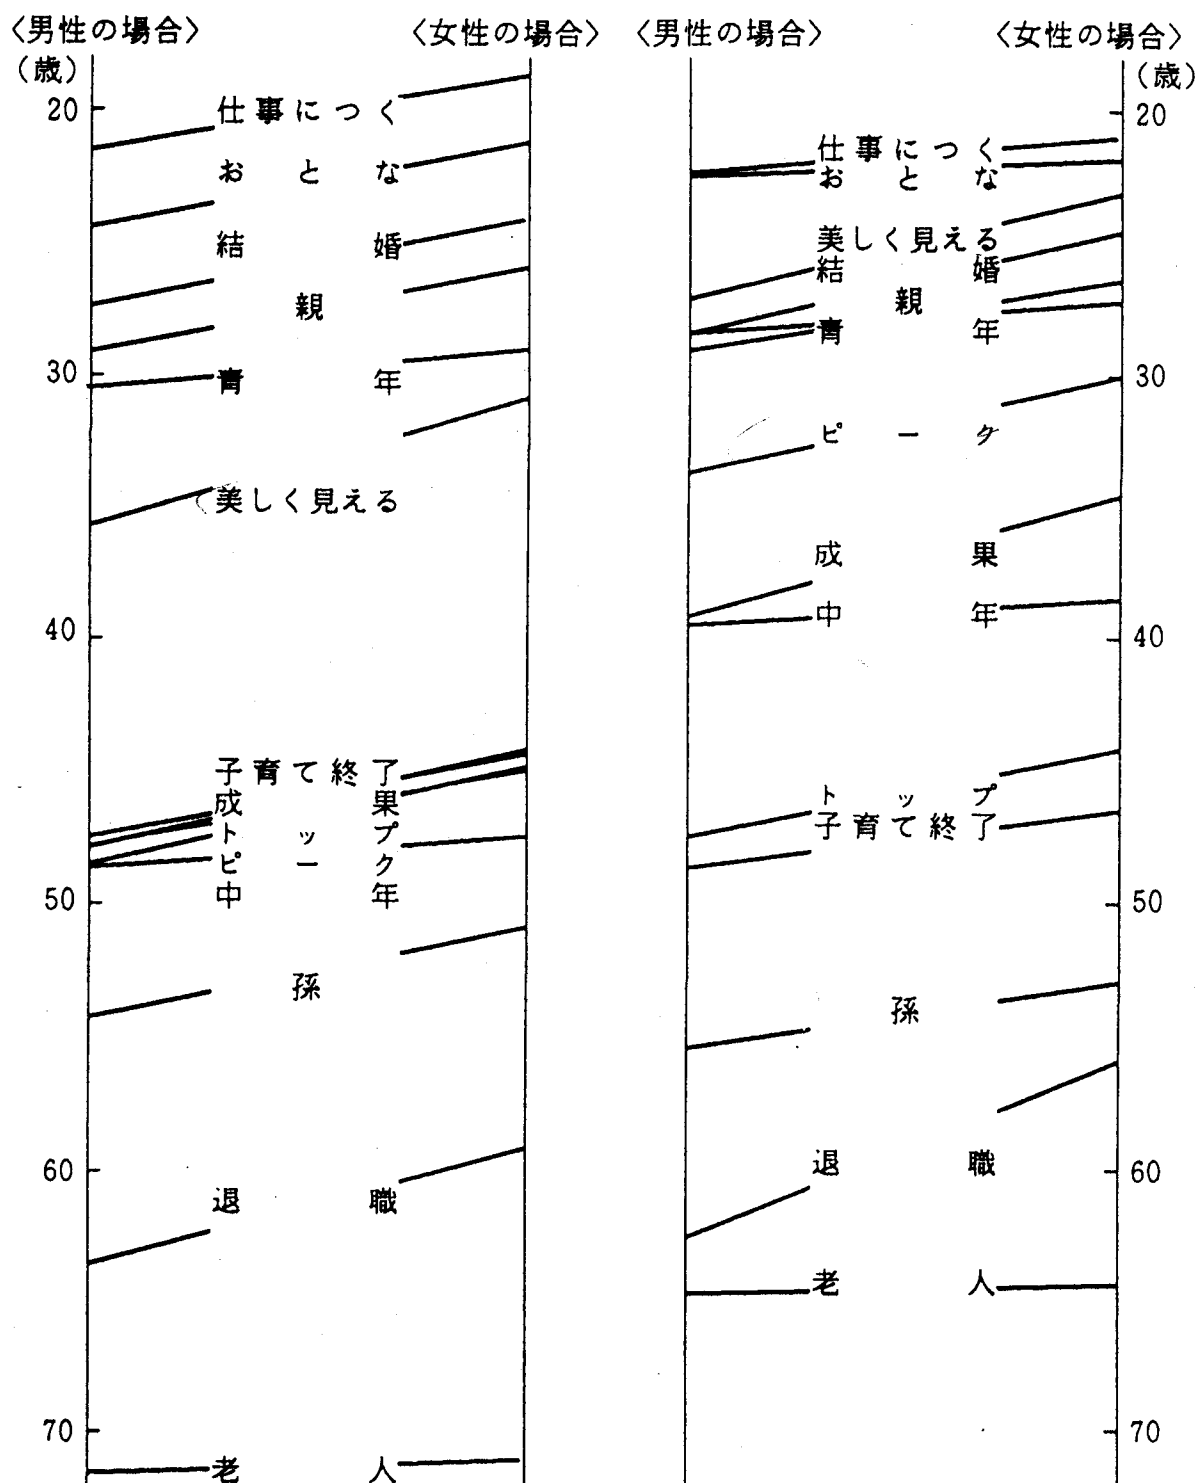 〈男性の場合〉 〈女性の場合〉
(歳)
20
仕事につく
おとな
結婚
親
30
青年
美しく見える
40
子育て終了
成果
トップ
ピーク
50
中年
孫
60
退職
70
老人
〈男性の場合〉 〈女性の場合〉
(歳)
20
仕事につく
おとな
美しく見える
結婚
親
青年
30
ピーク
成果
中年
40
トップ
子育て終了
50
孫
退職
60
老人
70